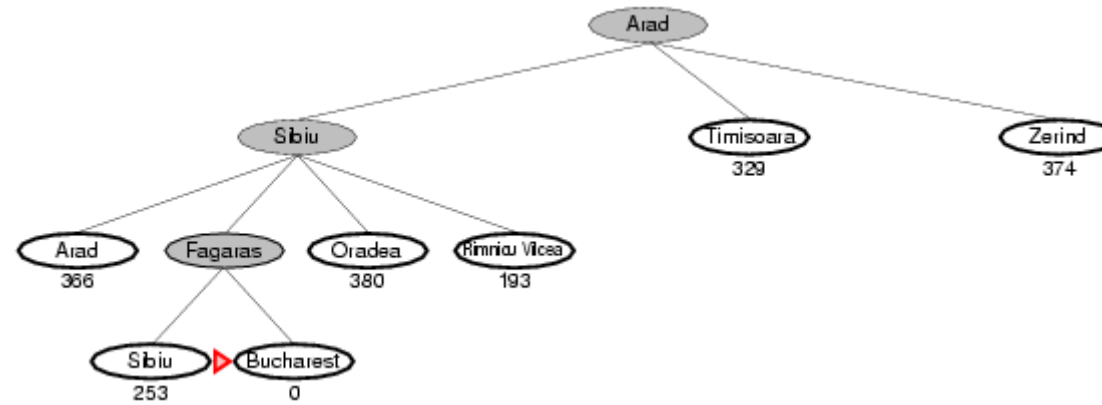 Arad
Sibiu
Timisoara
Zerind
329
374
Arad
Fagaras
Oradea
Rimnicu Vilcea
366
380
193
Sibiu
Bucharest
253
0